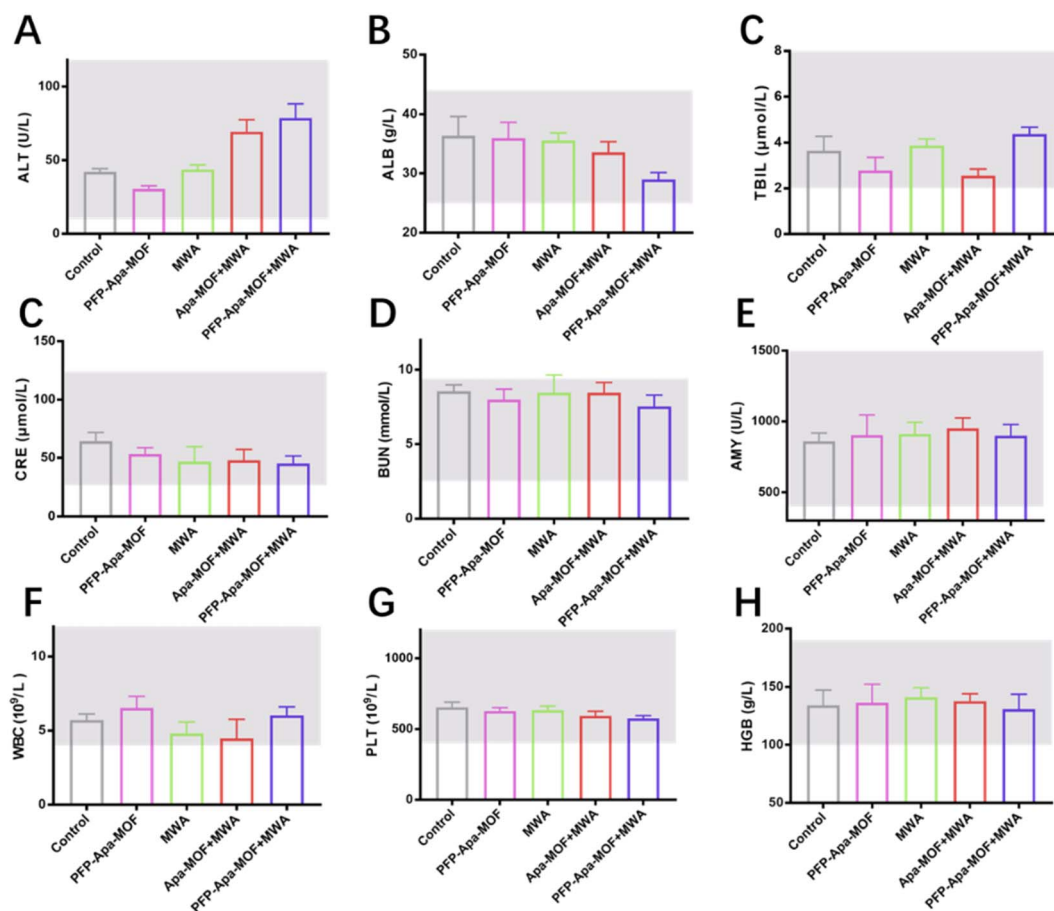 A
ALT (U/L)
100
50
0
Control
PFP-Apa-MOF
MWA
Apa-MOF+MWA
PFP-Apa-MOF+MWA
B
ALB (g/L)
50
40
30
20
Control
PFP-Apa-MOF
MWA
Apa-MOF+MWA
PFP-Apa-MOF+MWA
C
TBIL (μmol/L)
8
6
4
2
0
Control
PFP-Apa-MOF
MWA
Apa-MOF+MWA
PFP-Apa-MOF+MWA
C
CRE (μmol/L)
150
100
50
0
Control
PFP-Apa-MOF
MWA
Apa-MOF+MWA
PFP-Apa-MOF+MWA
D
BUN (mmol/L)
10
5
0
Control
PFP-Apa-MOF
MWA
Apa-MOF+MWA
PFP-Apa-MOF+MWA
E
AMY (U/L)
1500
1000
500
Control
PFP-Apa-MOF
MWA
Apa-MOF+MWA
PFP-Apa-MOF+MWA
F
WBC (10⁹/L)
10
5
0
Control
PFP-Apa-MOF
MWA
Apa-MOF+MWA
PFP-Apa-MOF+MWA
G
PLT (10⁹/L)
1000
500
0
Control
PFP-Apa-MOF
MWA
Apa-MOF+MWA
PFP-Apa-MOF+MWA
H
HGB (g/L)
200
150
100
50
Control
PFP-Apa-MOF
MWA
Apa-MOF+MWA
PFP-Apa-MOF+MWA